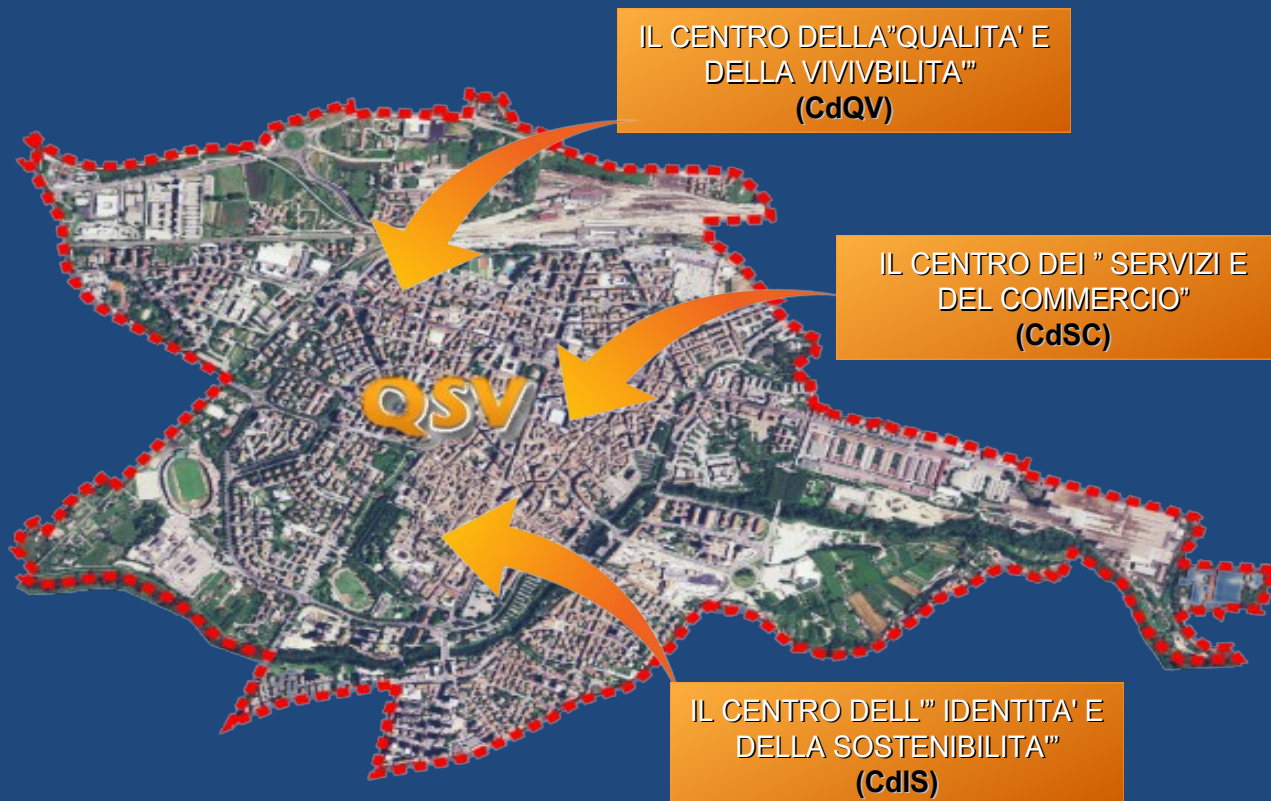 IL CENTRO DELLA”QUALITA' E
DELLA VIVIVBILITA'”
(CdQV)
IL CENTRO DEI ” SERVIZI E
DEL COMMERCIO”
(CdSC)
QSV
IL CENTRO DELL'” IDENTITA' E
DELLA SOSTENIBILITA'”
(CdIS)